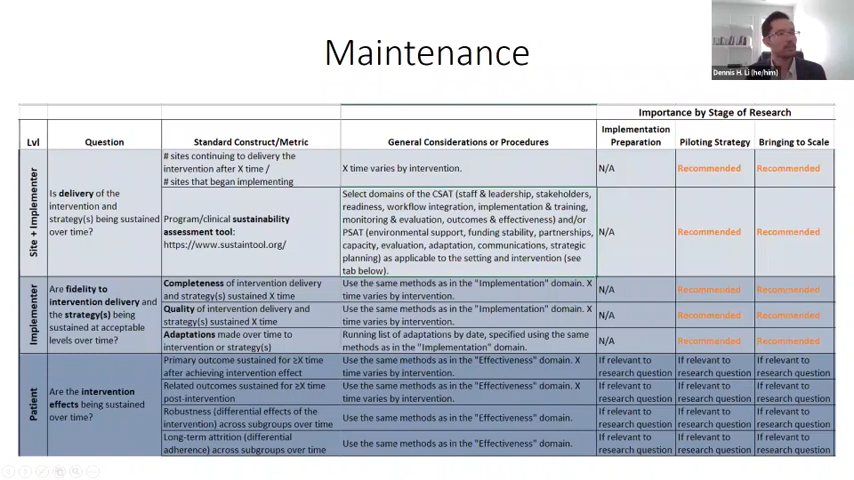 Maintenance
Dennis H. Li (he/him)
Importance by Stage of Research
Lvl
Question
Standard Construct/Metric
General Considerations or Procedures
Implementation
Preparation
Piloting Strategy
Bringing to Scale
Site + Implementer
Is delivery of the
intervention and
strategy(s) being sustained
over time?
# sites continuing to delivery the
intervention after X time /
# sites that began implementing
X time varies by intervention.
N/A
Recommended
Recommended
Program/clinical sustainability
assessment tool:
https://www.sustaintool.org/
Select domains of the CSAT (staff & leadership, stakeholders,
readiness, workflow integration, implementation & training,
monitoring & evaluation, outcomes & effectiveness) and/or
PSAT (environmental support, funding stability, partnerships,
capacity, evaluation, adaptation, communications, strategic
planning) as applicable to the setting and intervention (see
tab below).
N/A
Recommended
Recommended
Implementer
Are fidelity to
intervention delivery and
the strategy(s) being
sustained at acceptable
levels over time?
Completeness of intervention delivery
and strategy(s) sustained X time
Use the same methods as in the "Implementation" domain. X
time varies by intervention.
N/A
Recommended
Recommended
Quality of intervention delivery and
strategy(s) sustained X time
Use the same methods as in the "Implementation" domain. X
time varies by intervention.
N/A
Recommended
Recommended
Adaptations made over time to
intervention or strategy(s)
Running list of adaptations by date, specified using the same
methods as in the "Implementation" domain.
N/A
Recommended
Recommended
Patient
Are the intervention
effects being sustained
over time?
Primary outcome sustained for ≥X time
after achieving intervention effect
Use the same methods as in the "Effectiveness" domain. X
time varies by intervention.
If relevant to
research question
If relevant to
research question
If relevant to
research question
Related outcomes sustained for ≥X time
post-intervention
Use the same methods as in the "Effectiveness" domain. X
time varies by intervention.
If relevant to
research question
If relevant to
research question
If relevant to
research question
Robustness (differential effects of the
intervention) across subgroups over time
Use the same methods as in the "Effectiveness" domain.
If relevant to
research question
If relevant to
research question
If relevant to
research question
Long-term attrition (differential
adherence) across subgroups over time
Use the same methods as in the "Effectiveness" domain.
If relevant to
research question
If relevant to
research question
If relevant to
research question